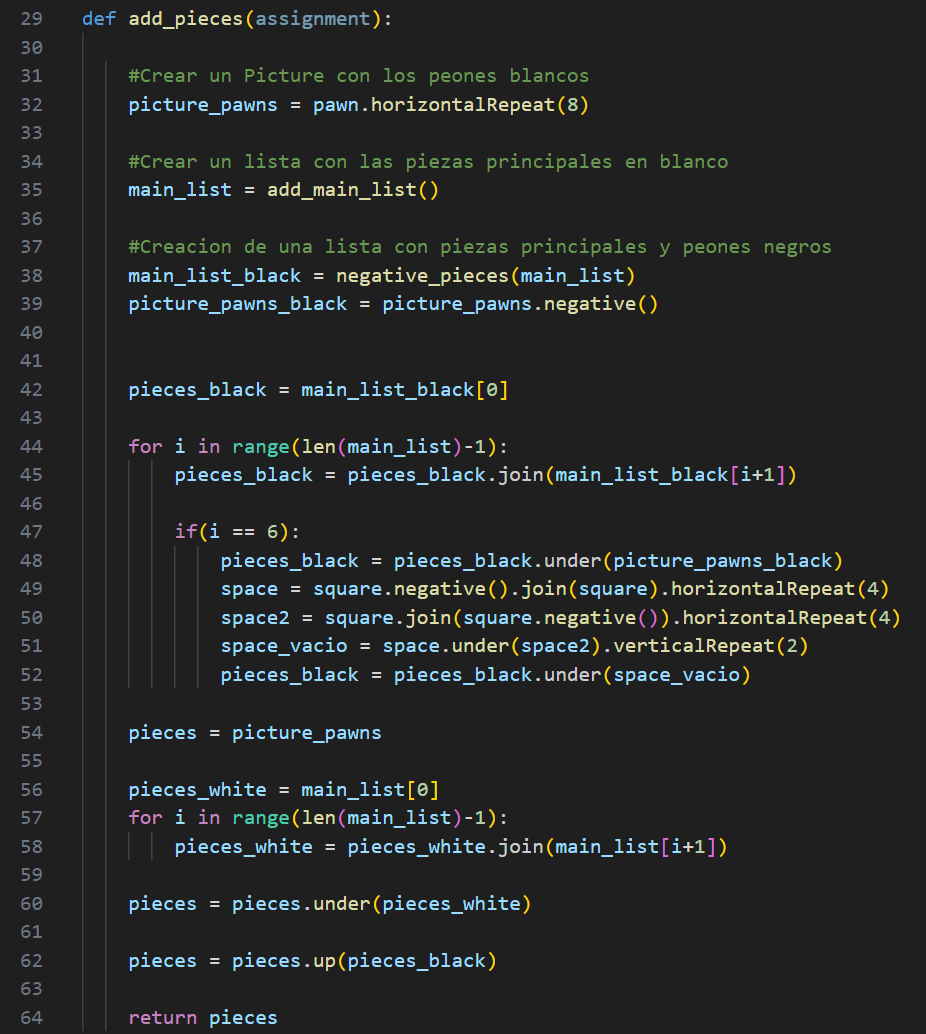 29 def add_pieces(assignment):
30
31 #Crear un Picture con los peones blancos
32 picture_pawns = pawn.horizontalRepeat(8)
33
34 #Crear un lista con las piezas principales en blanco
35 main_list = add_main_list()
36
37 #Creacion de una lista con piezas principales y peones negros
38 main_list_black = negative_pieces(main_list)
39 picture_pawns_black = picture_pawns.negative()
40
41
42 pieces_black = main_list_black[0]
43
44 for i in range(len(main_list)-1):
45 pieces_black = pieces_black.join(main_list_black[i+1])
46
47 if(i == 6):
48 pieces_black = pieces_black.under(picture_pawns_black)
49 space = square.negative().join(square).horizontalRepeat(4)
50 space2 = square.join(square.negative()).horizontalRepeat(4)
51 space_vacio = space.under(space2).verticalRepeat(2)
52 pieces_black = pieces_black.under(space_vacio)
53
54 pieces = picture_pawns
55
56 pieces_white = main_list[0]
57 for i in range(len(main_list)-1):
58 pieces_white = pieces_white.join(main_list[i+1])
59
60 pieces = pieces.under(pieces_white)
61
62 pieces = pieces.up(pieces_black)
63
64 return pieces